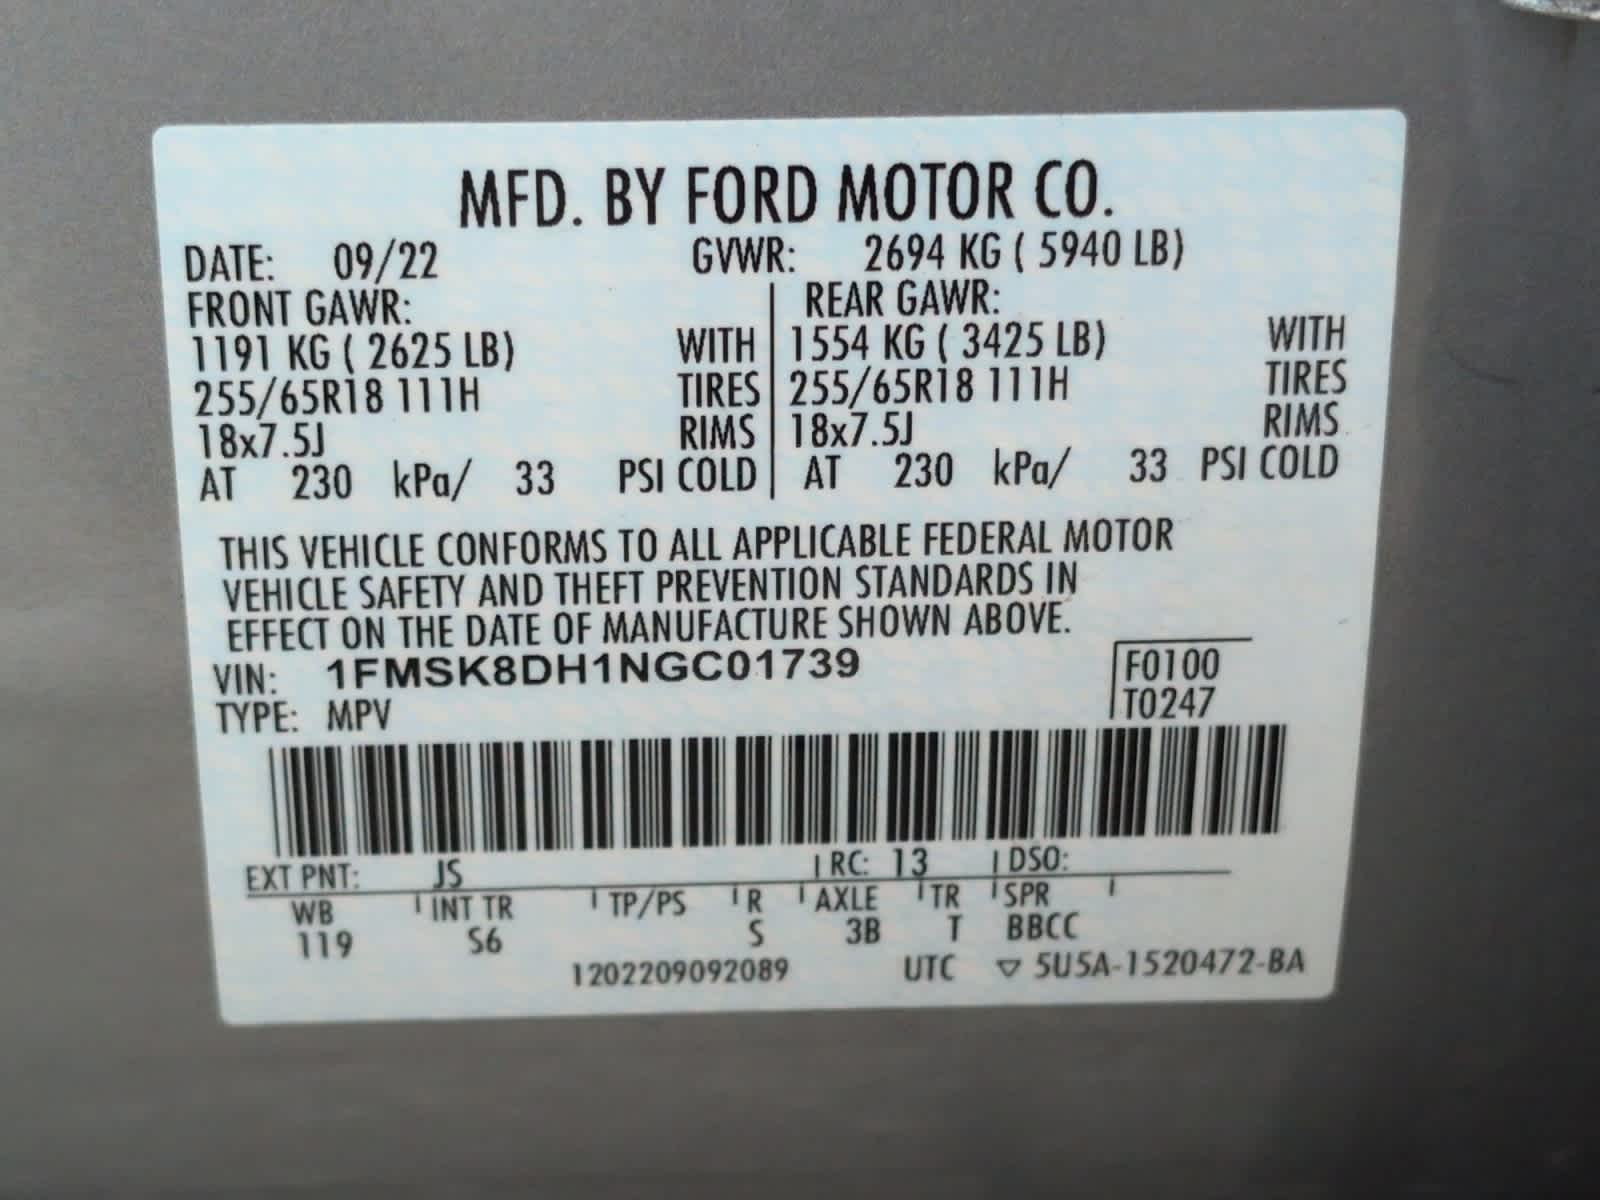 MFD. BY FORD MOTOR CO.
DATE: 09/22 GVWR: 2694 KG ( 5940 LB)
FRONT GAWR: REAR GAWR:
1191 KG ( 2625 LB) WITH 1554 KG ( 3425 LB) WITH
255/65R18 111H TIRES 255/65R18 111H TIRES
18x7.5J RIMS 18x7.5J RIMS
AT 230 kPa/ 33 PSI COLD AT 230 kPa/ 33 PSI COLD
THIS VEHICLE CONFORMS TO ALL APPLICABLE FEDERAL MOTOR
VEHICLE SAFETY AND THEFT PREVENTION STANDARDS IN
EFFECT ON THE DATE OF MANUFACTURE SHOWN ABOVE.
VIN: 1FMSK8DH1NGC01739 F0100
TYPE: MPV T0247
EXT PNT: JS RC: 13 DSO:
WB INT TR TP/PS R AXLE TR SPR
119 S6 S 3B T BBCC
1202209092089 UTC ▽ 5U5A-1520472-BA